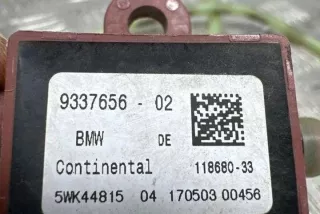 9337656 - 02
BMW DE
Continental 118680-33
5WK44815 04 170503 00456